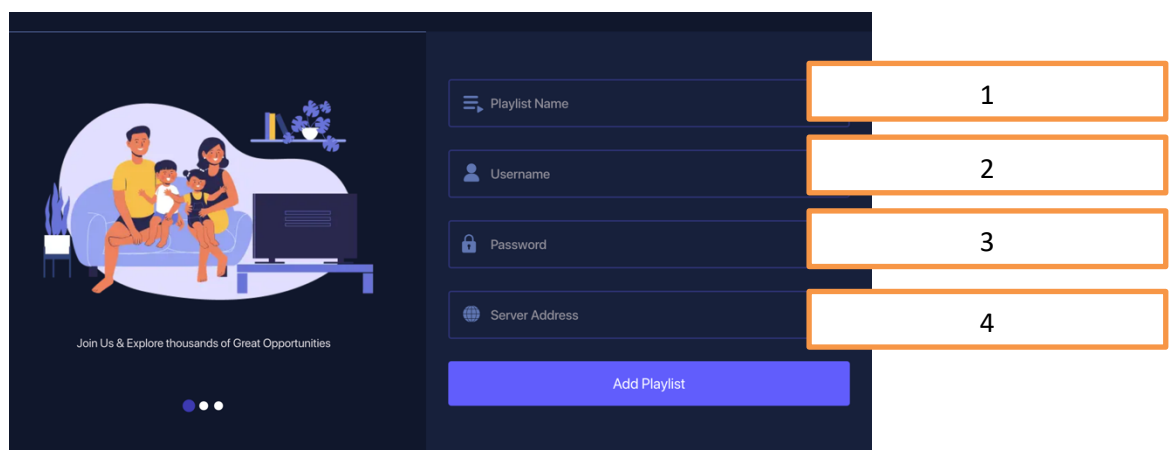 Playlist Name
1
Username
2
Password
3
Server Address
4
Join Us & Explore thousands of Great Opportunities
Add Playlist